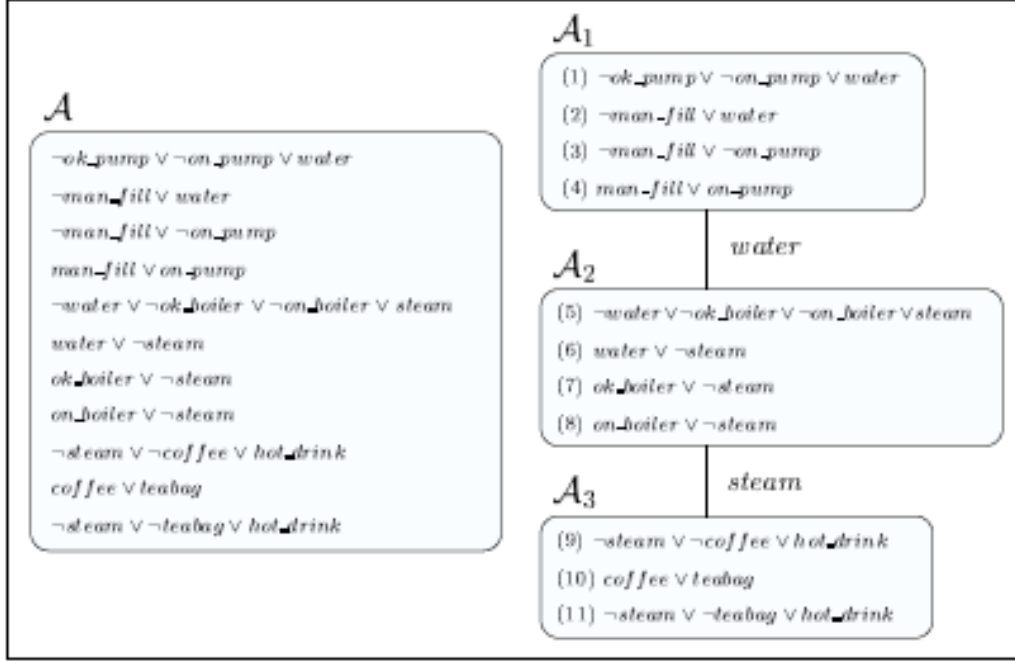 𝒜
¬ok_pump ∨ ¬on_pump ∨ water
¬man_fill ∨ water
¬man_fill ∨ ¬on_pump
man_fill ∨ on_pump
¬water ∨ ¬ok_boiler ∨ ¬on_boiler ∨ steam
water ∨ ¬steam
ok_boiler ∨ ¬steam
on_boiler ∨ ¬steam
¬steam ∨ ¬coffee ∨ hot_drink
coffee ∨ teabag
¬steam ∨ ¬teabag ∨ hot_drink
𝒜₁
(1) ¬ok_pump ∨ ¬on_pump ∨ water
(2) ¬man_fill ∨ water
(3) ¬man_fill ∨ ¬on_pump
(4) man_fill ∨ on_pump
water
𝒜₂
(5) ¬water ∨ ¬ok_boiler ∨ ¬on_boiler ∨ steam
(6) water ∨ ¬steam
(7) ok_boiler ∨ ¬steam
(8) on_boiler ∨ ¬steam
steam
𝒜₃
(9) ¬steam ∨ ¬coffee ∨ hot_drink
(10) coffee ∨ teabag
(11) ¬steam ∨ ¬teabag ∨ hot_drink